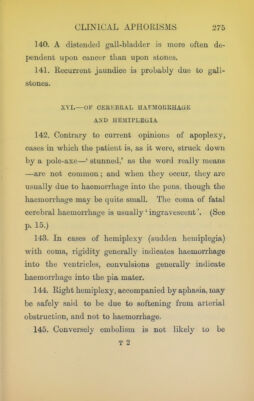 CLINICAL APHORISMS 275
140. A distended gall-bladder is more often de-
pendent upon cancer than upon stones.
141. Recurrent jaundice is probably due to gall-
stones.
XVI.—OF CEREBRAL HAEMORRHAGE
AND HEMIPLEGIA
142. Contrary to current opinions of apoplexy,
cases in which the patient is, as it were, struck down
by a pole-axe—‘stunned,’ as the word really means
—are not common; and when they occur, they are
usually due to haemorrhage into the pons, though the
haemorrhage may be quite small. The coma of fatal
cerebral haemorrhage is usually ‘ingravescent’. (See
p. 15.)
143. In cases of hemiplexy (sudden hemiplegia)
with coma, rigidity generally indicates haemorrhage
into the ventricles, convulsions generally indicate
haemorrhage into the pia mater.
144. Right hemiplexy, accompanied by aphasia, may
be safely said to be due to softening from arterial
obstruction, and not to haemorrhage.
145. Conversely embolism is not likely to be
T 2